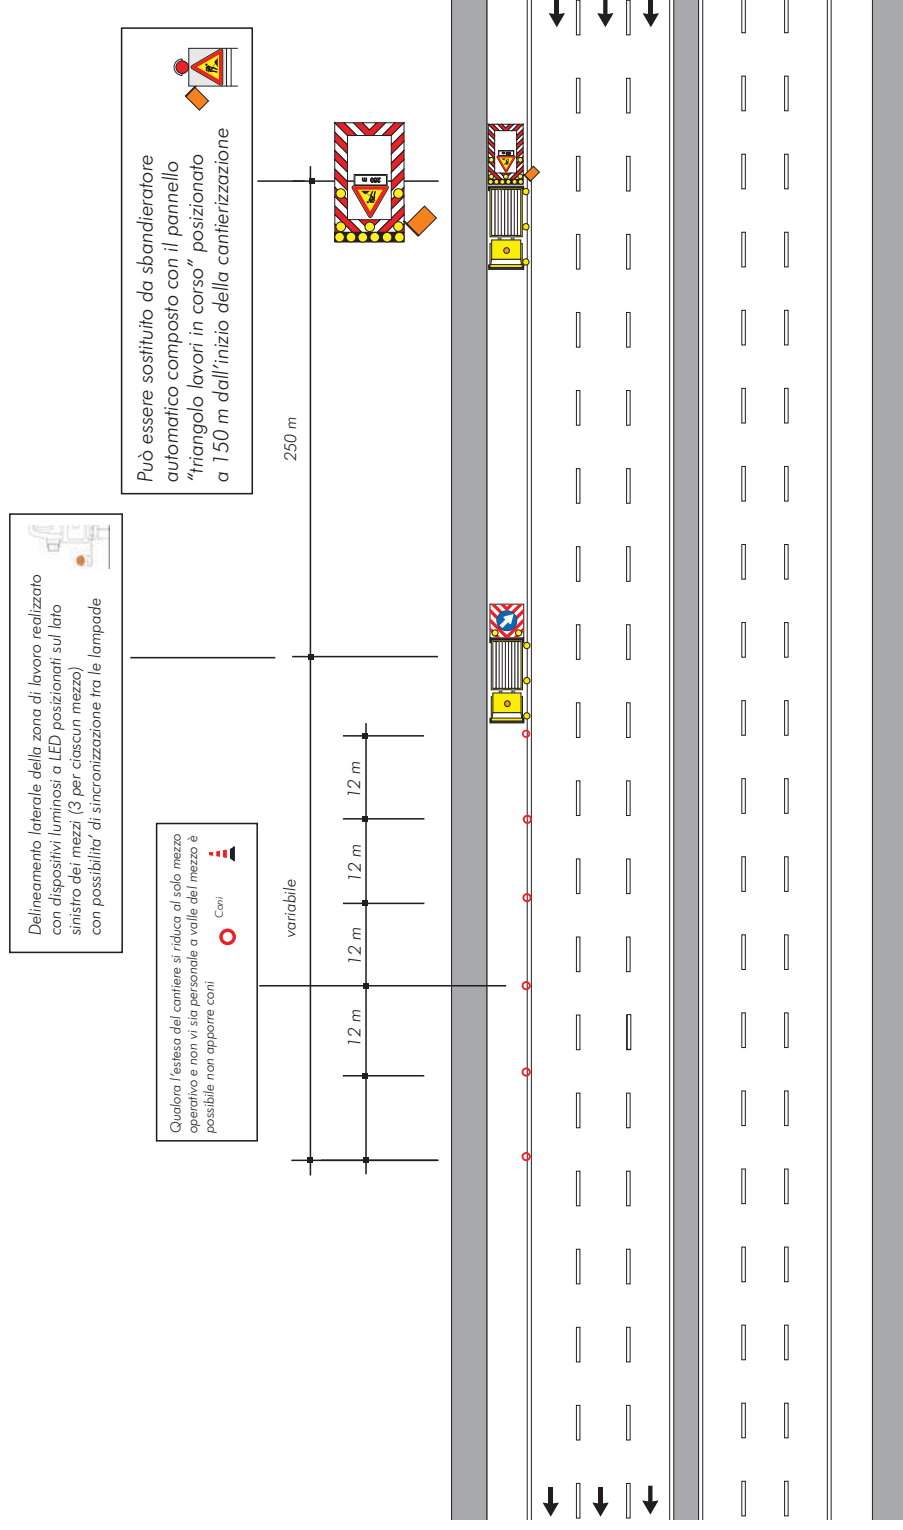 Può essere sostituito da sbandieratore
automatico composto con il pannello
“triangolo lavori in corso” posizionato
a 150 m dall’inizio della cantierizzazione
250 m
250 m
Delineamento laterale della zona di lavoro realizzato
con dispositivi luminosi a LED posizionati sul lato
sinistro dei mezzi (3 per ciascun mezzo)
con possibilita’ di sincronizzazione tra le lampade
variabile
12 m
12 m
12 m
12 m
Qualora l’estesa del cantiere si riduca al solo mezzo
operativo e non vi sia personale a valle del mezzo è
possibile non apporre coni
Coni